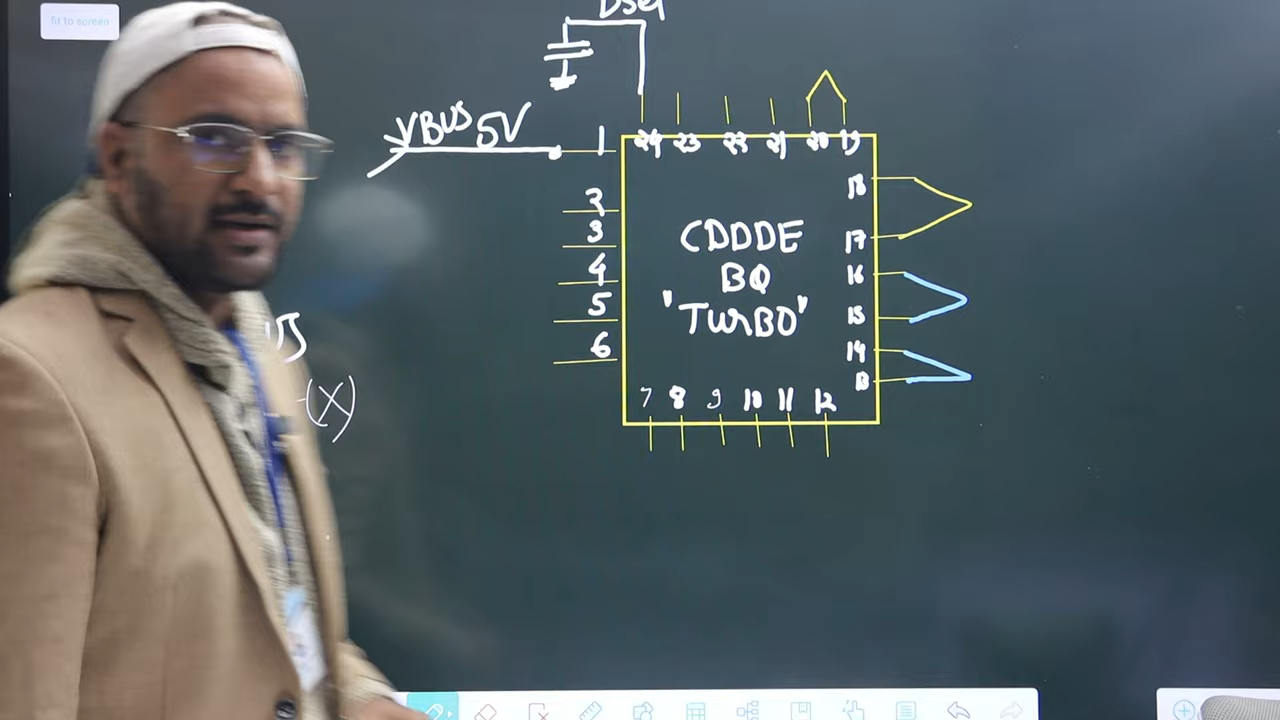 fit to screen
Dsel
VBUS 5V
1
24 23 22 21 20 19
2
3
4
5
6
CDDDE
BQ
"TURBO"
18
17
16
15
14
13
7 8 9 10 11 12
(X)